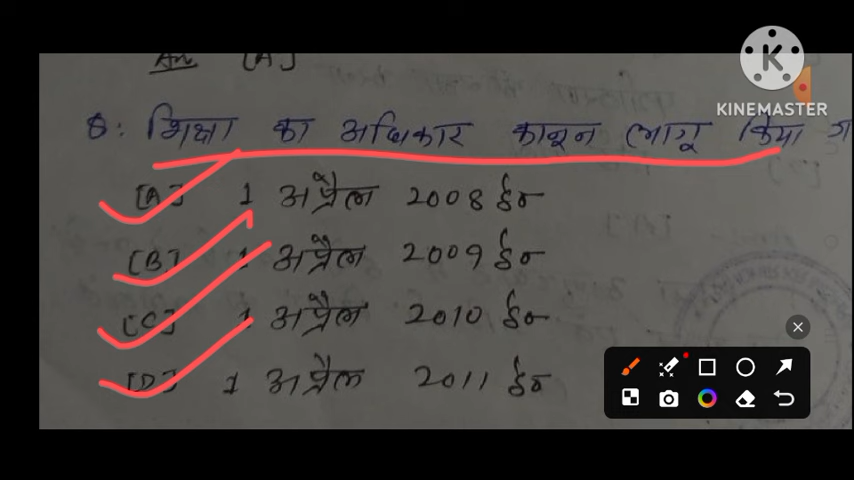 Ans [A]
K
KINEMASTER
8: शिक्षा का अधिकार कानून लागू किया ग
[A] 1 अप्रैल 2008 ई०
[B] 1 अप्रैल 2009 ई०
[C] 1 अप्रैल 2010 ई०
[D] 1 अप्रैल 2011 ई०